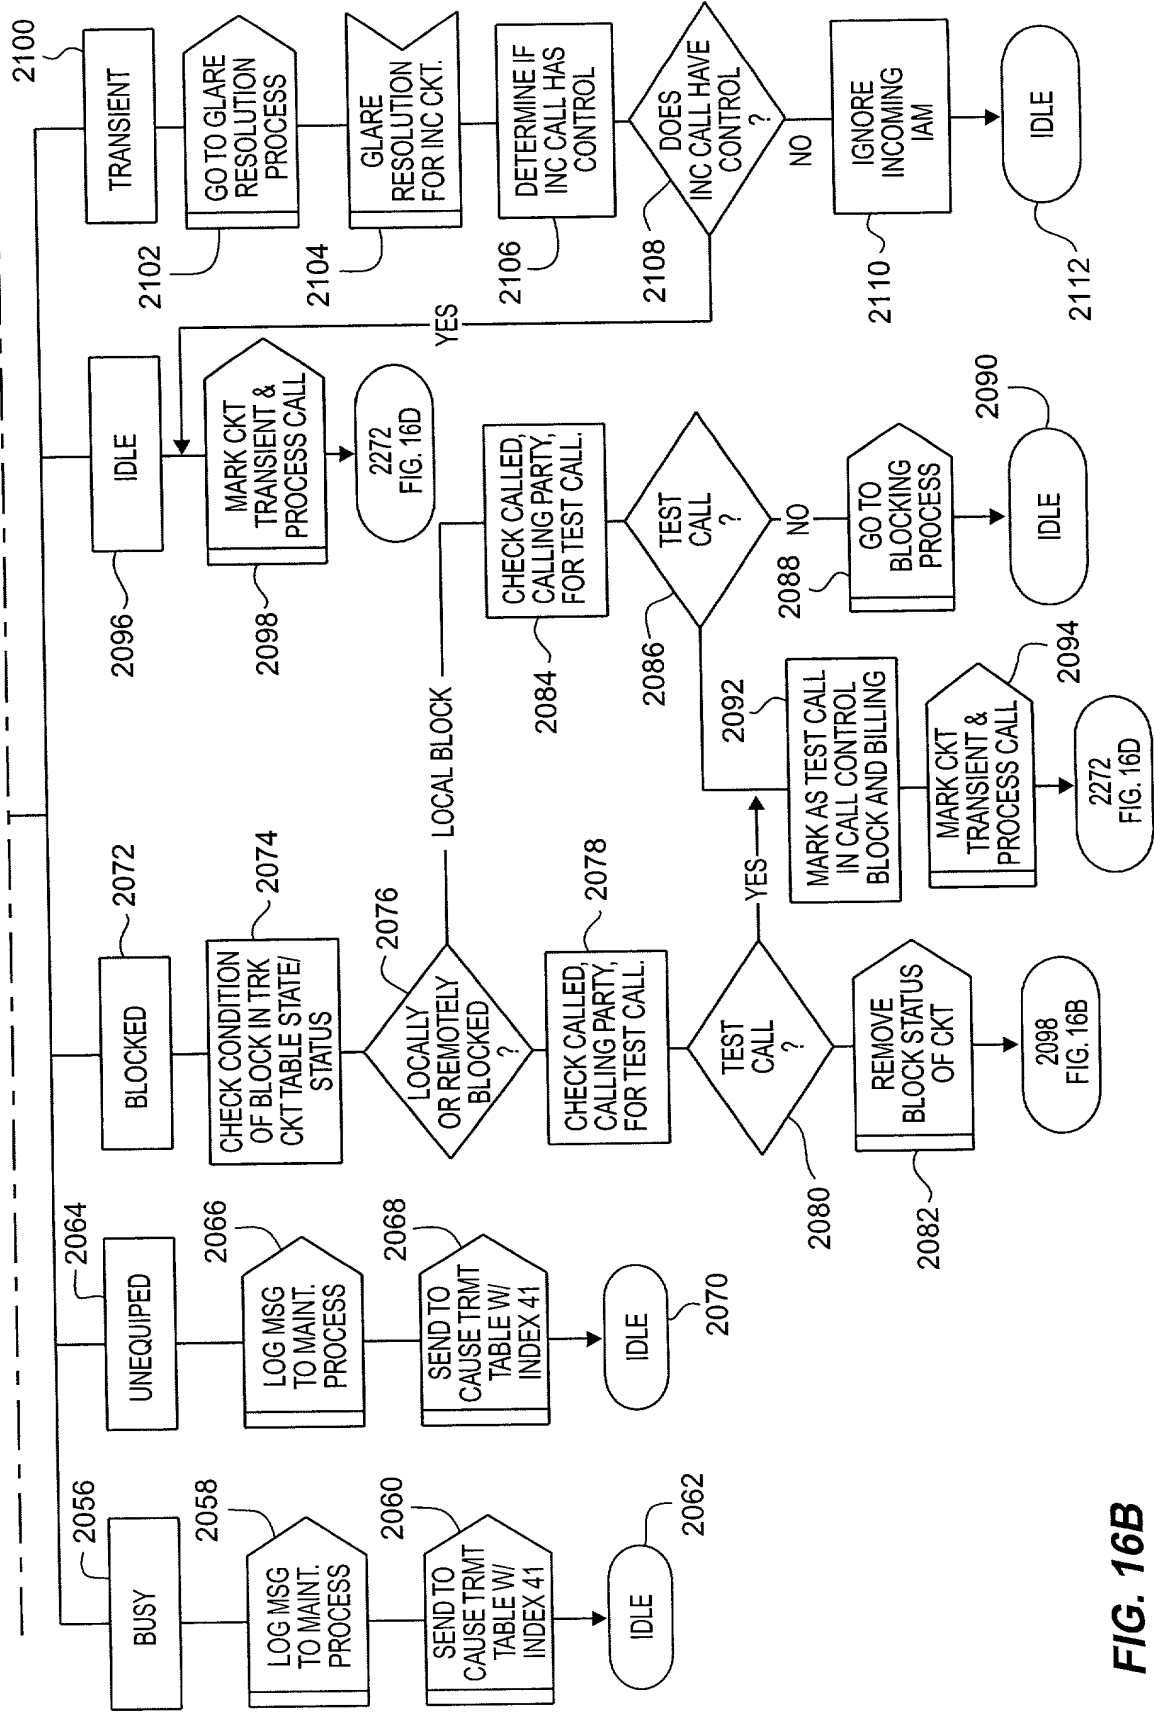 2056
BUSY
2058
LOG MSG
TO MAINT.
PROCESS
2060
SEND TO
CAUSE TRMT
TABLE W/
INDEX 41
2062
IDLE
2064
UNEQUIPED
2066
LOG MSG
TO MAINT.
PROCESS
2068
SEND TO
CAUSE TRMT
TABLE W/
INDEX 41
IDLE
2070
2072
BLOCKED
2074
CHECK CONDITION
OF BLOCK IN TRK
CKT TABLE STATE/
STATUS
2076
LOCALLY
OR REMOTELY
BLOCKED
?
LOCAL BLOCK
2078
CHECK CALLED,
CALLING PARTY,
FOR TEST CALL.
TEST
CALL
?
2080
YES
REMOVE
BLOCK STATUS
OF CKT
2082
2098
FIG. 16B
CHECK CALLED,
CALLING PARTY,
FOR TEST CALL.
2084
TEST
CALL
?
2086
NO
2088
GO TO
BLOCKING
PROCESS
2090
IDLE
2092
MARK AS TEST CALL
IN CALL CONTROL
BLOCK AND BILLING
2094
MARK CKT
TRANSIENT &
PROCESS CALL
2272
FIG. 16D
IDLE
2096
MARK CKT
TRANSIENT &
PROCESS CALL
2098
2272
FIG. 16D
2100
TRANSIENT
GO TO GLARE
RESOLUTION
PROCESS
2102
GLARE
RESOLUTION
FOR INC CKT.
2104
DETERMINE IF
INC CALL HAS
CONTROL
2106
DOES
INC CALL HAVE
CONTROL
?
2108
YES
NO
IGNORE
INCOMING
IAM
2110
IDLE
2112
FIG. 16B